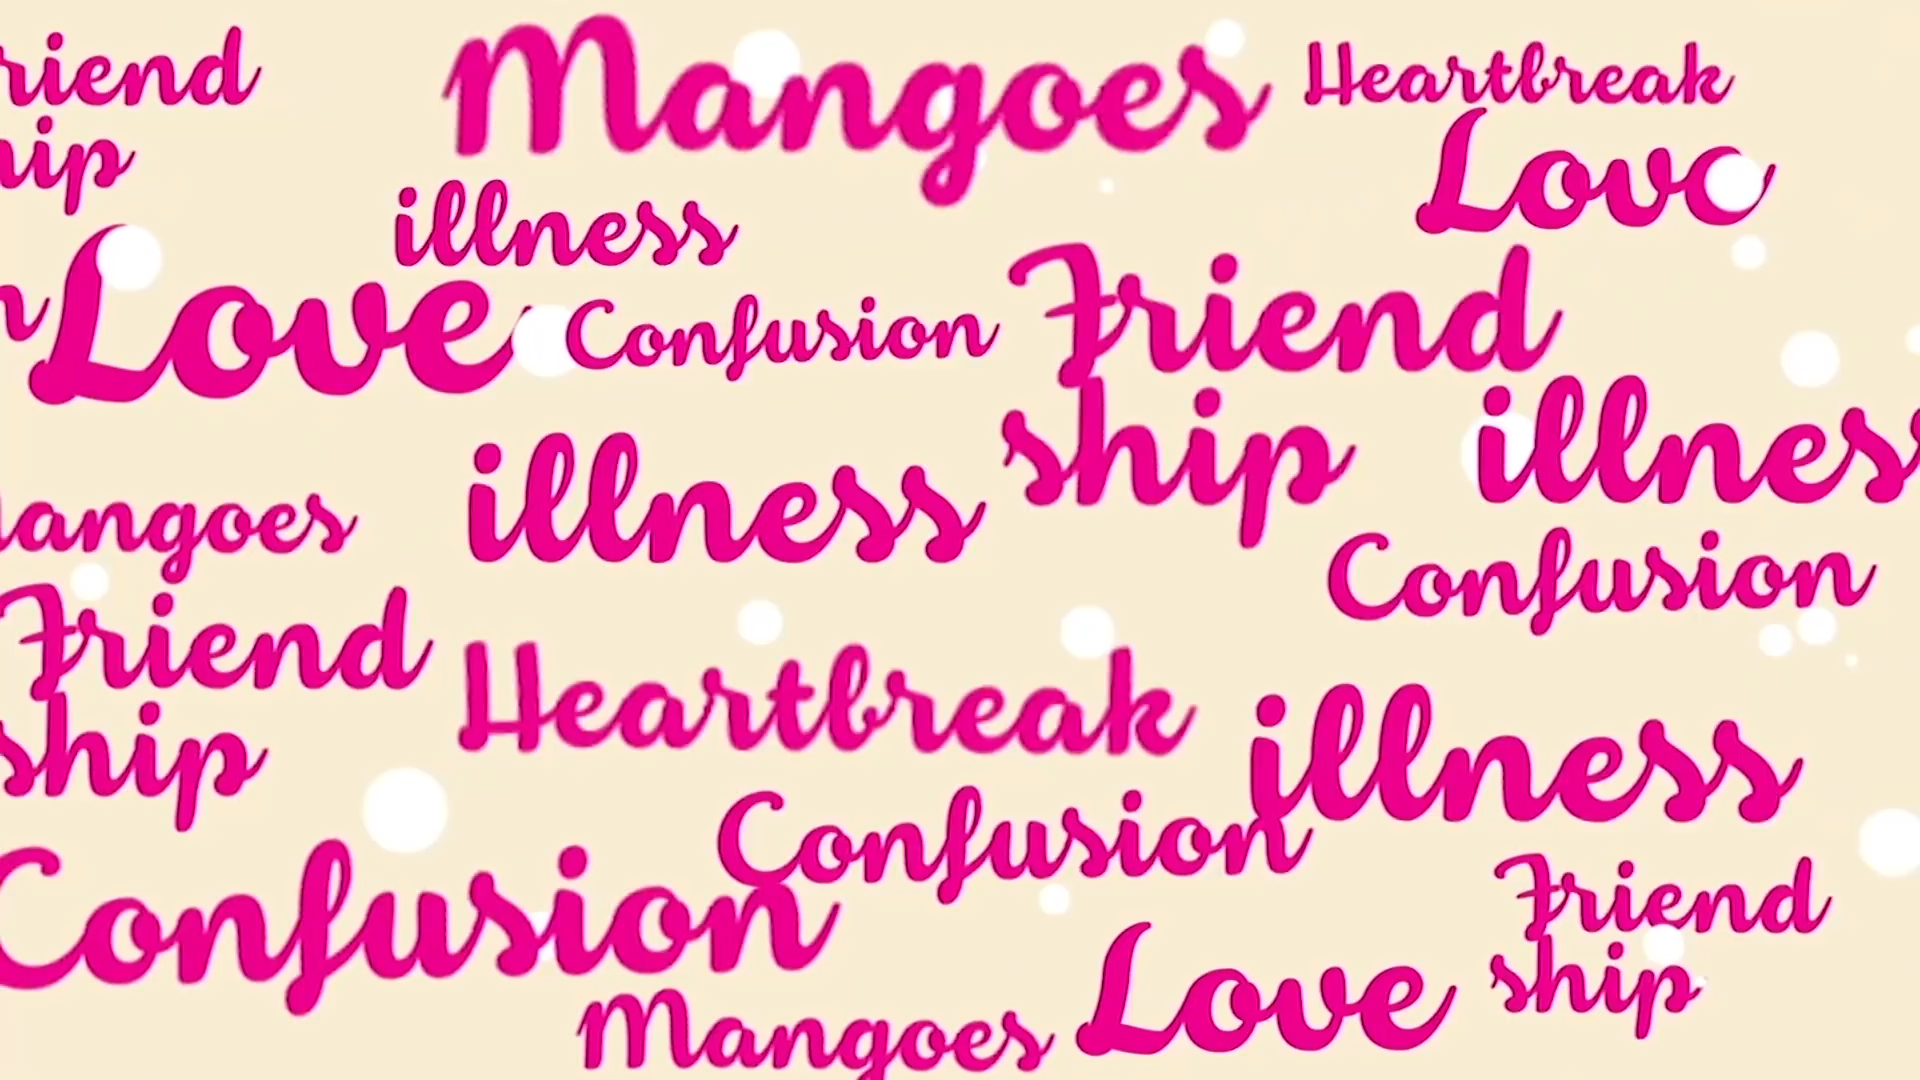 riend
hip
Mangoes
Heartbreak
Love
illness
Love
Confusion
Friend
ship
illness
illness
angoes
Confusion
Friend
ship
Heartbreak
illness
Confusion
Confusion
Friend
ship
Love
Mangoes